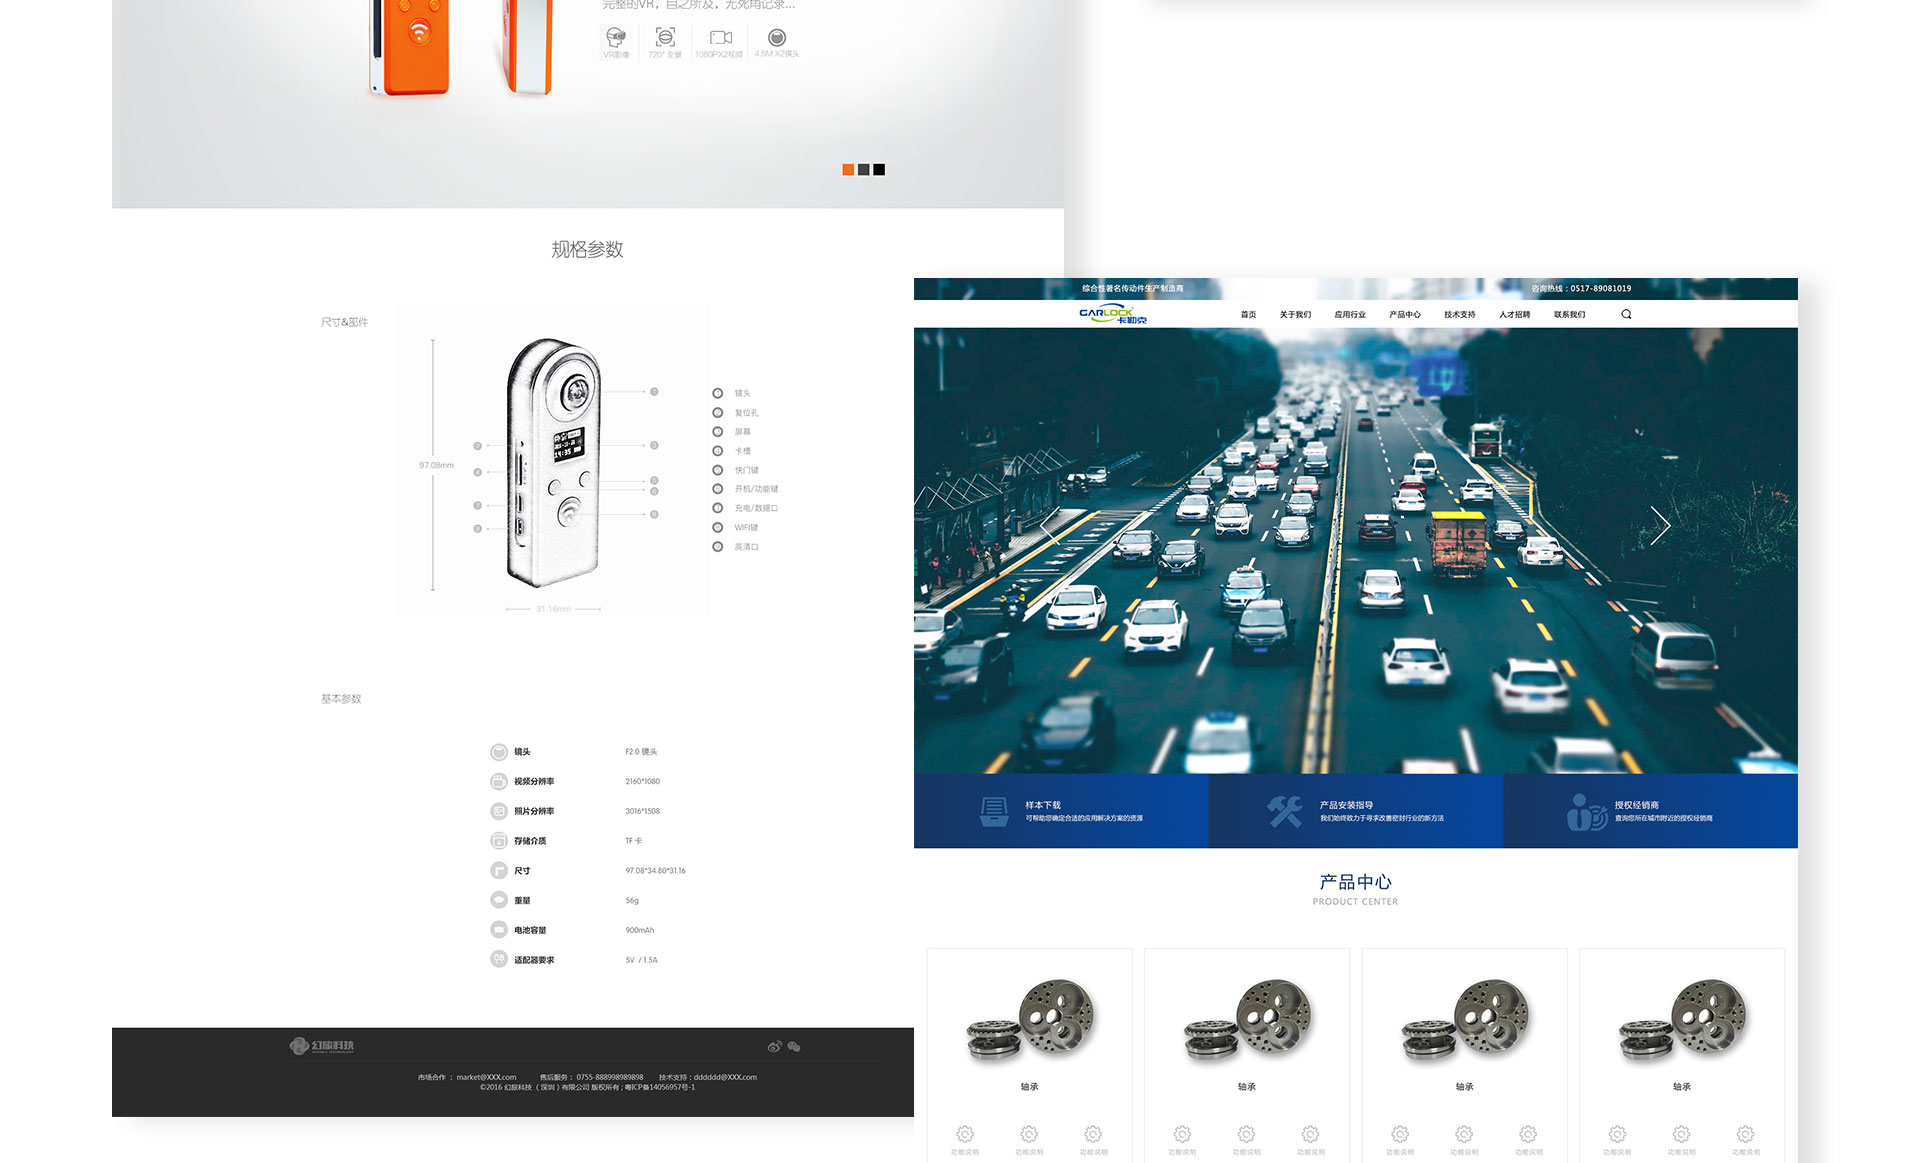 完整的VR，目之所及，无死角记录...
VR影像
720° 全景
1080PX2视频
4.5M X2镜头
规格参数
尺寸&部件
97.08mm
31.16mm
1 镜头
2 复位孔
3 屏幕
4 卡槽
5 快门键
6 开机/功能键
7 充电/数据口
8 WIFI键
9 高清口
基本参数
镜头 F2.0 镜头
视频分辨率 2160*1080
照片分辨率 3016*1508
存储介质 TF 卡
尺寸 97.08*34.80*31.16
重量 56g
电池容量 900mAh
适配器要求 5V / 1.5A
幻旅科技
市场合作 ： market@XXX.com 售后服务： 0755-888998989898 技术支持：dddddd@XXX.com
©2016 幻旅科技（深圳）有限公司 版权所有；粤ICP备14056957号-1
综合性著名传动件生产制造商
咨询热线：0517-89081019
CARLOCK
卡勒克
首页 关于我们 应用行业 产品中心 技术支持 人才招聘 联系我们
样本下载
可帮助您确定合适的应用解决方案的资源
产品安装指导
我们始终致力于寻求改善密封行业的新方法
授权经销商
查询您所在城市附近的授权经销商
产品中心
PRODUCT CENTER
轴承 轴承 轴承 轴承
功能说明 功能说明 功能说明 功能说明 功能说明 功能说明 功能说明 功能说明 功能说明 功能说明 功能说明 功能说明